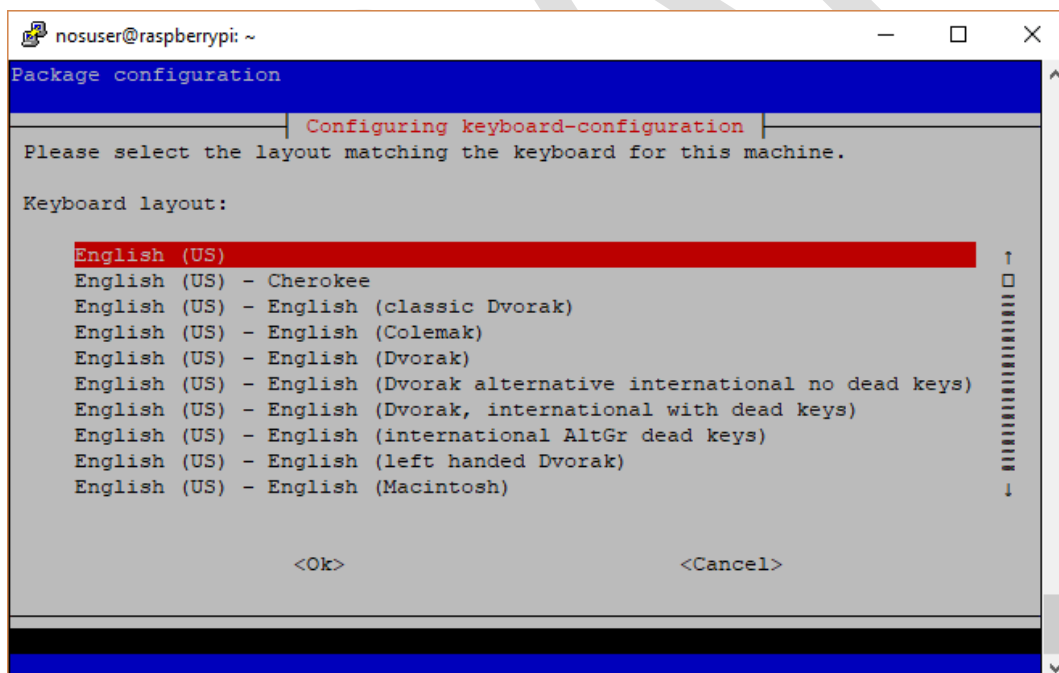 nosuser@raspberrypi: ~
Package configuration
Configuring keyboard-configuration
Please select the layout matching the keyboard for this machine.
Keyboard layout:
English (US)
English (US) - Cherokee
English (US) - English (classic Dvorak)
English (US) - English (Colemak)
English (US) - English (Dvorak)
English (US) - English (Dvorak alternative international no dead keys)
English (US) - English (Dvorak, international with dead keys)
English (US) - English (international AltGr dead keys)
English (US) - English (left handed Dvorak)
English (US) - English (Macintosh)
<Ok> <Cancel>